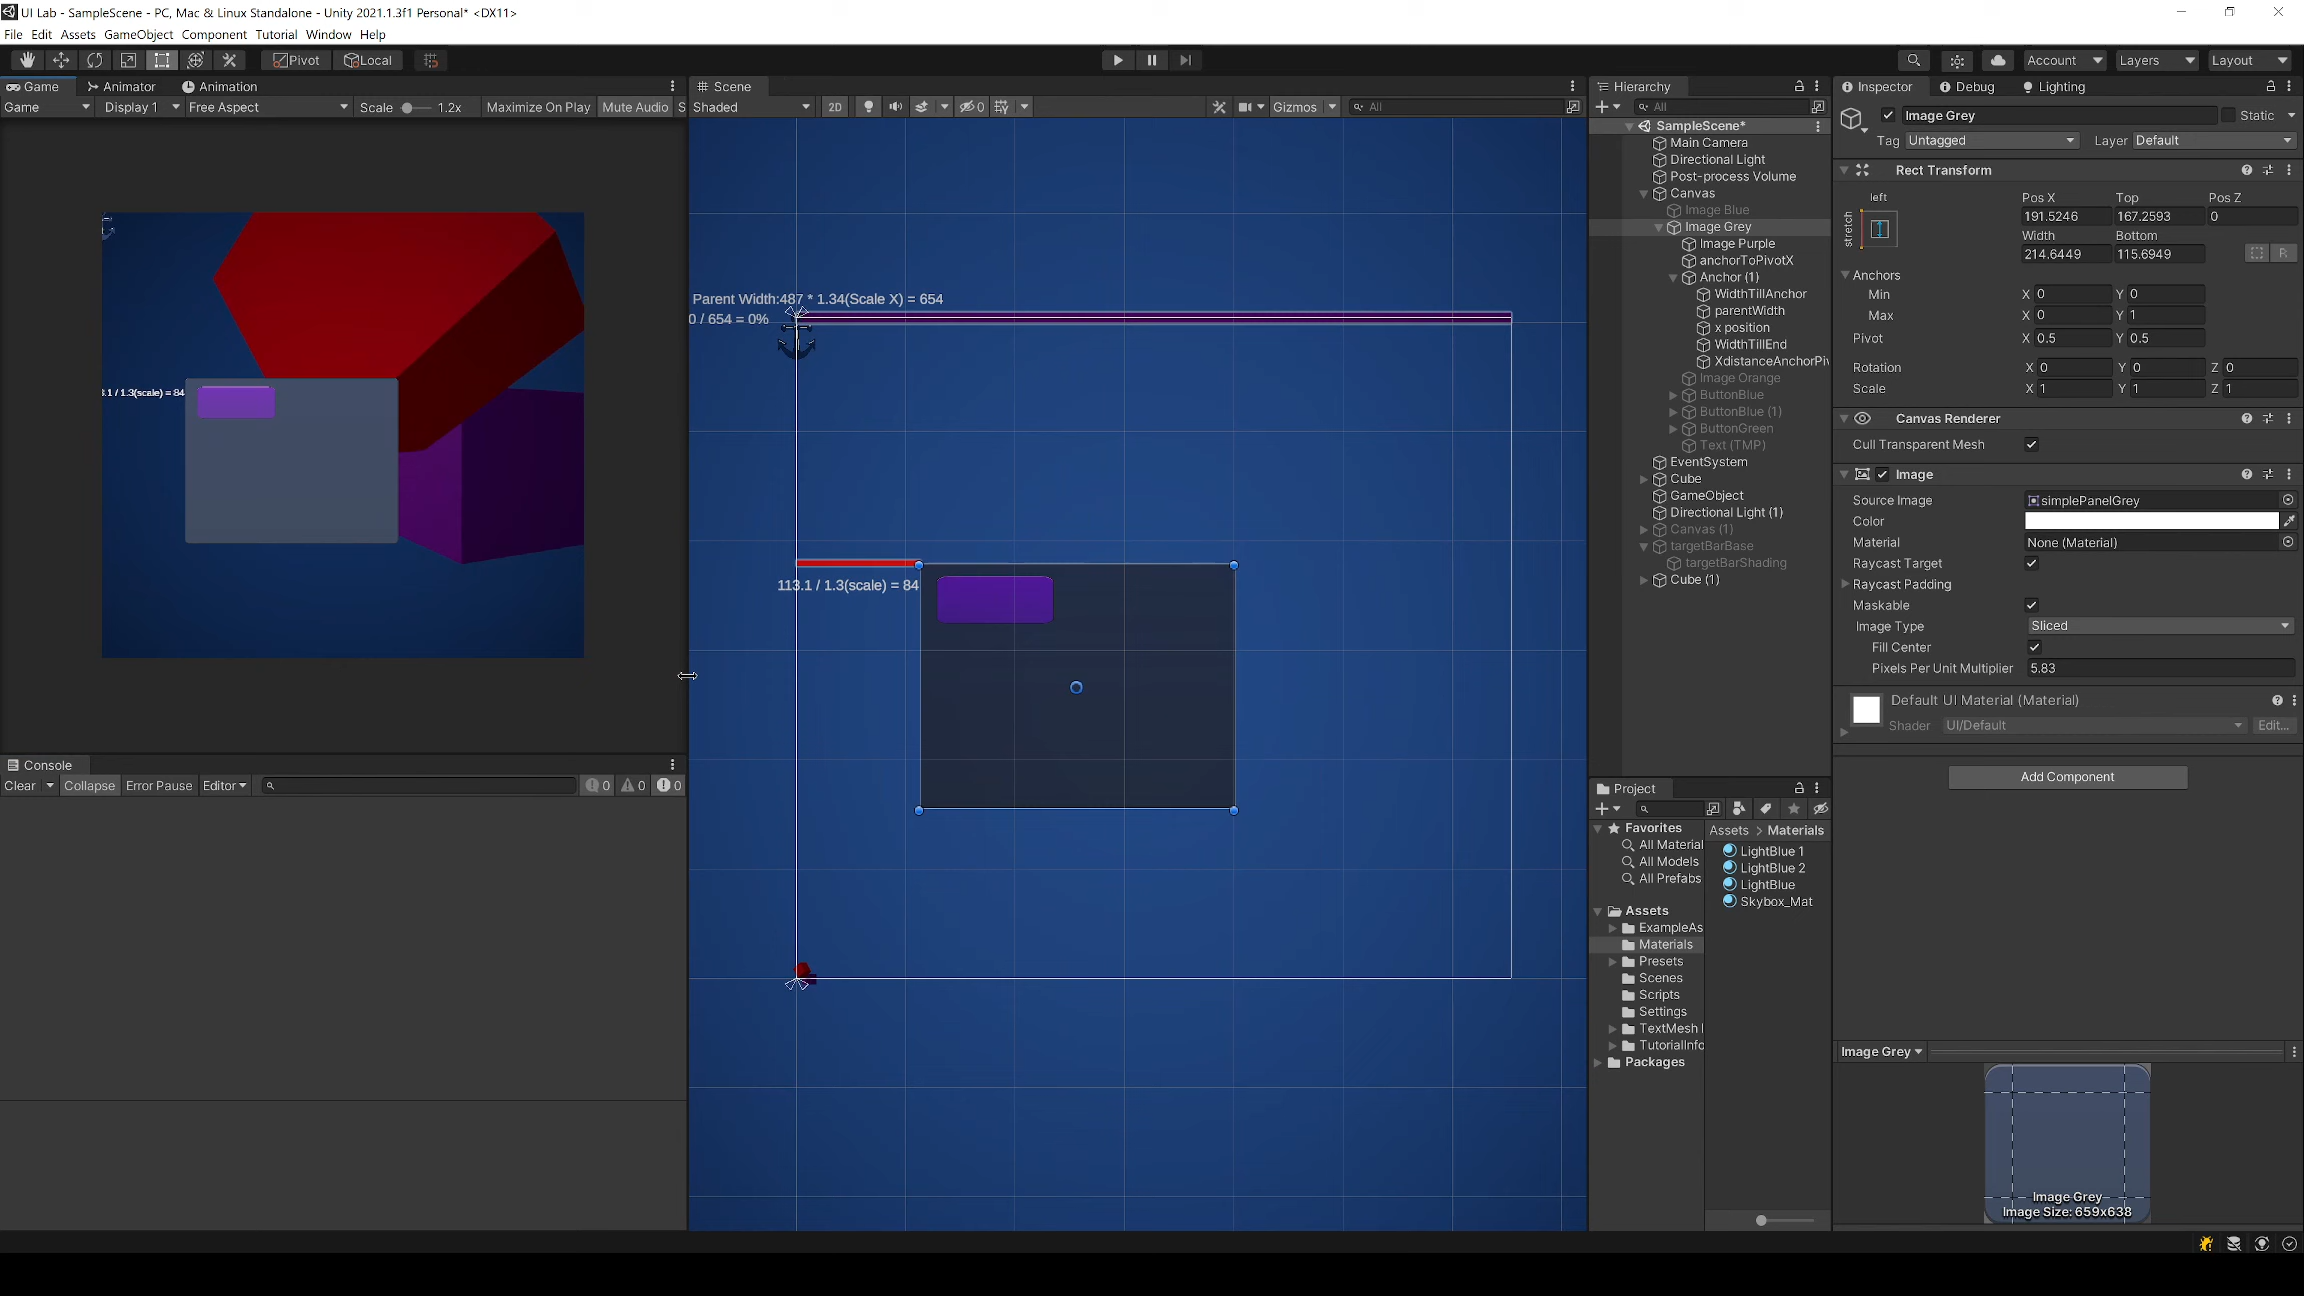 UI Lab - SampleScene - PC, Mac & Linux Standalone - Unity 2021.1.3f1 Personal* <DX11>
File Edit Assets GameObject Component Tutorial Window Help
Pivot Local Account Layers Layout
Game Animator Animation
Game Display 1 Free Aspect Scale 1.2x Maximize On Play Mute Audio S
3.1 / 1.3(scale) = 84
Console
Clear Collapse Error Pause Editor 0 0 0
Scene
Shaded 2D 0 Gizmos All
Parent Width:487 * 1.34(Scale X) = 654
0 / 654 = 0%
113.1 / 1.3(scale) = 84
Hierarchy
All
SampleScene*
Main Camera
Directional Light
Post-process Volume
Canvas
Image Blue
Image Grey
Image Purple
anchorToPivotX
Anchor (1)
WidthTillAnchor
parentWidth
x position
WidthTillEnd
XdistanceAnchorPiv
Image Orange
ButtonBlue
ButtonBlue (1)
ButtonGreen
Text (TMP)
EventSystem
Cube
GameObject
Directional Light (1)
Canvas (1)
targetBarBase
targetBarShading
Cube (1)
Project
Favorites
All Material
All Models
All Prefabs
Assets
ExampleAs
Materials
Presets
Scenes
Scripts
Settings
TextMesh
TutorialInfo
Packages
Assets > Materials
LightBlue 1
LightBlue 2
LightBlue
Skybox_Mat
Inspector Debug Lighting
Image Grey Static
Tag Untagged Layer Default
Rect Transform
left
stretch
Pos X Top Pos Z
191.5246 167.2593 0
Width Bottom
214.6449 115.6949 R
Anchors
Min X 0 Y 0
Max X 0 Y 1
Pivot X 0.5 Y 0.5
Rotation X 0 Y 0 Z 0
Scale X 1 Y 1 Z 1
Canvas Renderer
Cull Transparent Mesh
Image
Source Image simplePanelGrey
Color
Material None (Material)
Raycast Target
Raycast Padding
Maskable
Image Type Sliced
Fill Center
Pixels Per Unit Multiplier 5.83
Default UI Material (Material)
Shader UI/Default Edit...
Add Component
Image Grey
Image Grey
Image Size: 659x638